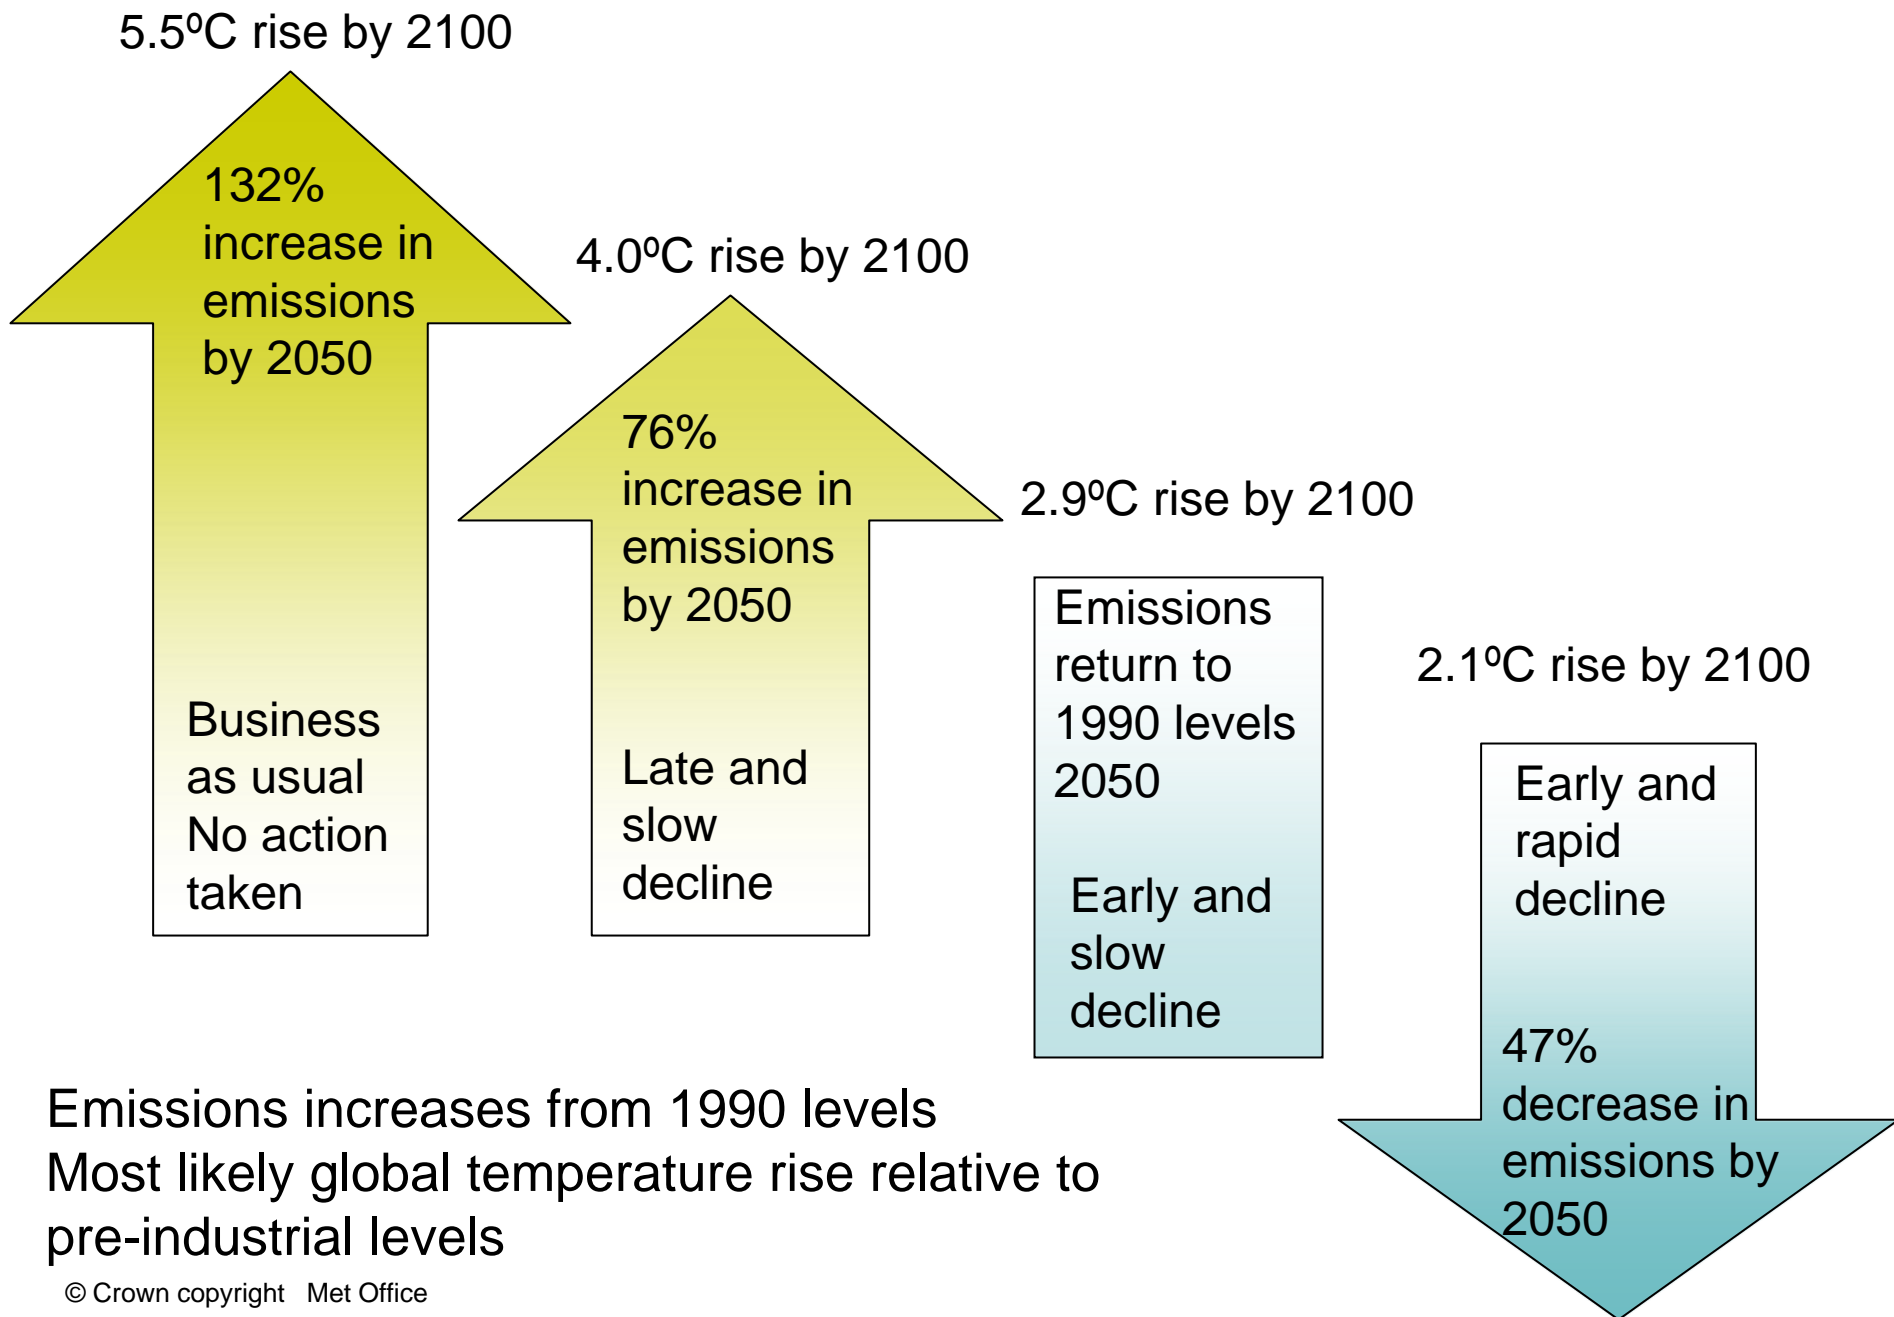 5.5ºC rise by 2100
132%
increase in
emissions
by 2050
Business
as usual
No action
taken
4.0ºC rise by 2100
76%
increase in
emissions
by 2050
Late and
slow
decline
2.9ºC rise by 2100
Emissions
return to
1990 levels
2050
Early and
slow
decline
2.1ºC rise by 2100
Early and
rapid
decline
47%
decrease in
emissions by
2050
Emissions increases from 1990 levels
Most likely global temperature rise relative to
pre-industrial levels
© Crown copyright Met Office